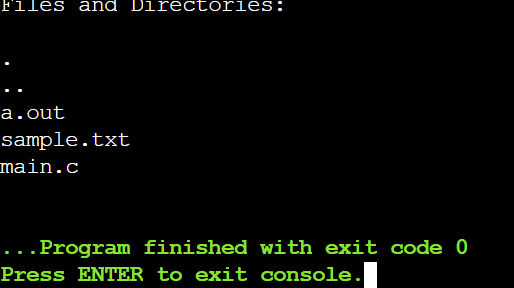 Files and Directories:
.
..
a.out
sample.txt
main.c
...Program finished with exit code 0
Press ENTER to exit console.